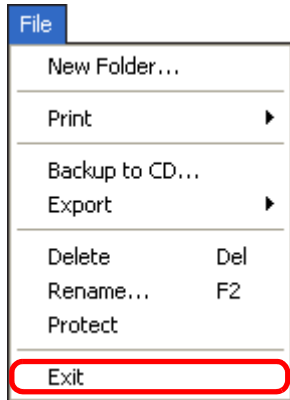 File
New Folder...
Print
Backup to CD...
Export
Delete Del
Rename... F2
Protect
Exit